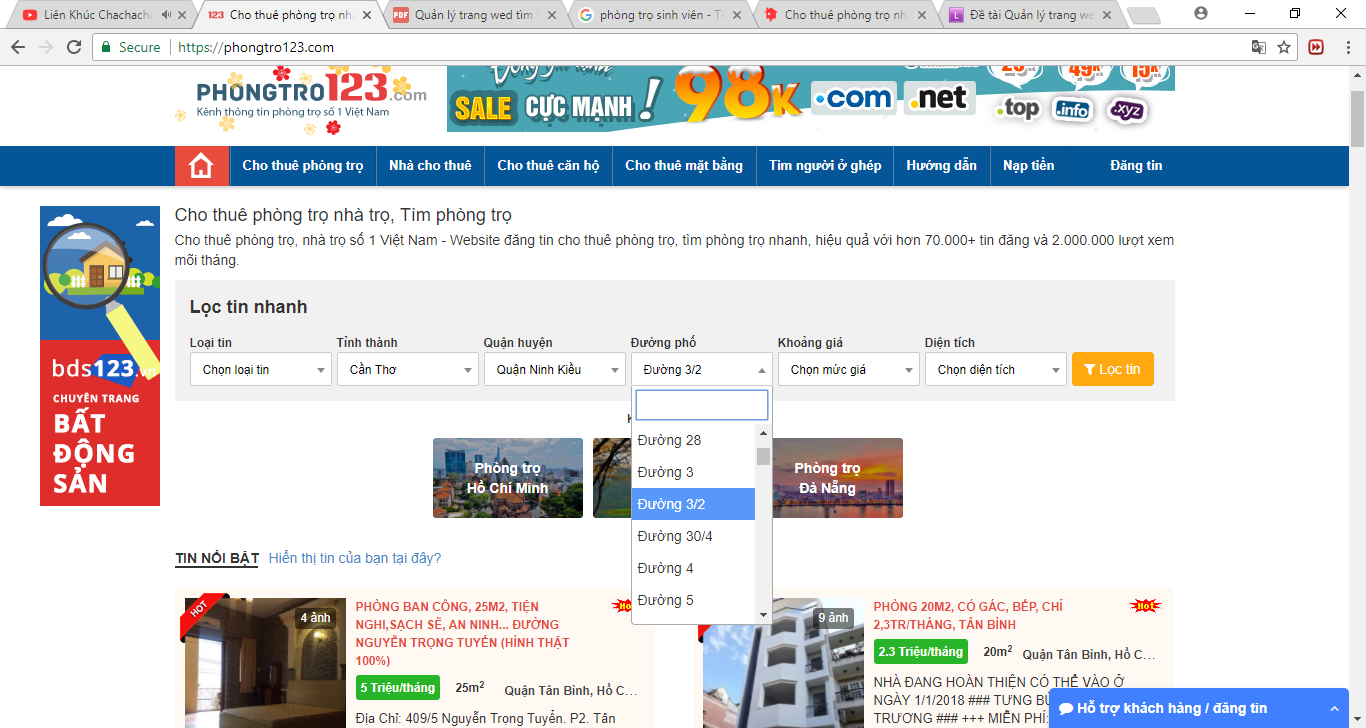 Liên Khúc Chachach
Cho thuê phòng trọ nh
Quản lý trang wed tìm
phòng trọ sinh viên - T
Cho thuê phòng trọ nh
Đề tài Quản lý trang we
Secure
https://phongtro123.com
PHONGTRO123.com
Kênh thông tin phòng trọ số 1 Việt Nam
SALE CỰC MẠNH! 98K .com .net
.top .info .xyz
Cho thuê phòng trọ
Nhà cho thuê
Cho thuê căn hộ
Cho thuê mặt bằng
Tìm người ở ghép
Hướng dẫn
Nạp tiền
Đăng tin
bds123.vn
CHUYÊN TRANG
BẤT
ĐỘNG
SẢN
Cho thuê phòng trọ nhà trọ, Tìm phòng trọ
Cho thuê phòng trọ, nhà trọ số 1 Việt Nam - Website đăng tin cho thuê phòng trọ, tìm phòng trọ nhanh, hiệu quả với hơn 70.000+ tin đăng và 2.000.000 lượt xem
mỗi tháng.
Lọc tin nhanh
Loại tin
Tỉnh thành
Quận huyện
Đường phố
Khoảng giá
Diện tích
Chọn loại tin
Cần Thơ
Quận Ninh Kiều
Đường 3/2
Chọn mức giá
Chọn diện tích
Lọc tin
Đường 28
Đường 3
Đường 3/2
Đường 30/4
Đường 4
Đường 5
Phòng trọ
Hồ Chí Minh
Phòng trọ
Đà Nẵng
TIN NỔI BẬT
Hiển thị tin của bạn tại đây?
HOT
4 ảnh
PHÒNG BAN CÔNG, 25M2, TIỆN
NGHI,SẠCH SẼ, AN NINH... ĐƯỜNG
NGUYỄN TRỌNG TUYỂN (HÌNH THẬT
100%)
5 Triệu/tháng
25m2
Quận Tân Bình, Hồ C...
Địa Chỉ: 409/5 Nguyễn Trọng Tuyển. P2. Tân
9 ảnh
PHÒNG 20M2, CÓ GÁC, BẾP, CHỈ
2,3TR/THÁNG, TÂN BÌNH
Hot
2.3 Triệu/tháng
20m2
Quận Tân Bình, Hồ C...
NHÀ ĐANG HOÀN THIỆN CÓ THỂ VÀO Ở
NGÀY 1/1/2018 ### TƯNG
TRƯƠNG ### +++ MIỄN PHÍ:
Hỗ trợ khách hàng / đăng tin